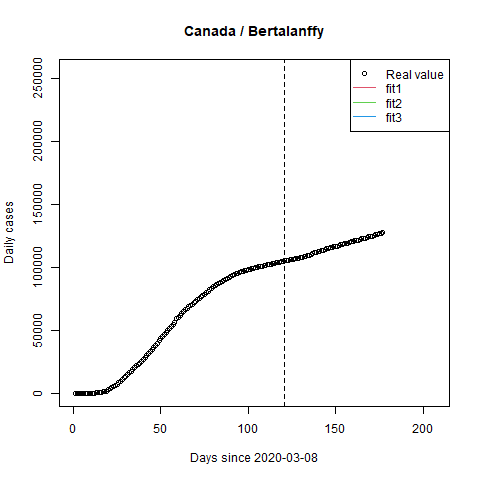 Canada / Bertalanffy
Real value
fit1
fit2
fit3
Daily cases
250000
200000
150000
100000
50000
0
0 50 100 150 200
Days since 2020-03-08